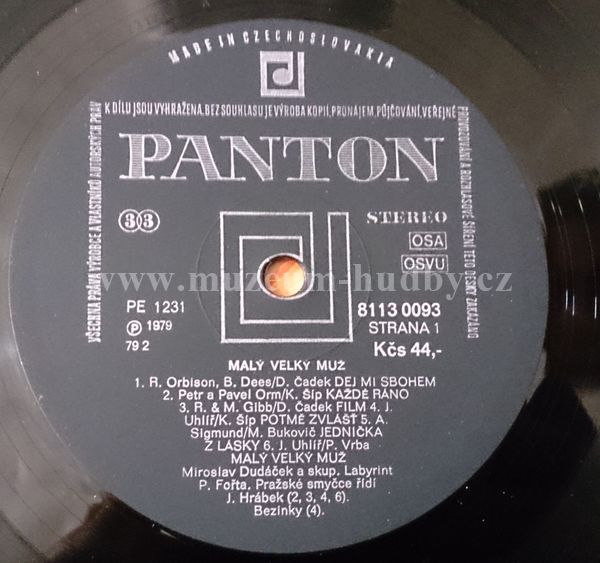 MADE IN CZECHOSLOVAKIA
VŠECHNA PRÁVA VÝROBCE A VLASTNÍKŮ AUTORSKÝCH PRÁV
K DÍLU JSOU VYHRAŽENA. BEZ SOUHLASU JE VÝROBA KOPIÍ, PRONÁJEM, PŮJČOVÁNÍ, VEŘEJNÉ
PROVOZOVÁNÍ A ROZHLASOVÉ ŠÍŘENÍ TÉTO DESKY ZAKÁZÁNO
PANTON
33
STEREO
OSA
OSVU
www.muzeum-hudby.cz
PE 1231
8113 0093
Ⓟ 1979
STRANA 1
79 2
Kčs 44,-
MALÝ VELKÝ MUŽ
1. R. Orbison, B. Dees/D. Čadek DEJ MI SBOHEM
2. Petr a Pavel Orm/K. Šíp KAŽDÉ RÁNO
3. R. & M. Gibb/D. Čadek FILM 4. J.
Uhlíř/K. Šíp POTMĚ ZVLÁŠŤ 5. A.
Sigmund/M. Bukovič JEDNIČKA
Z LÁSKY 6. J. Uhlíř/P. Vrba
MALÝ VELKÝ MUŽ
Miroslav Dudáček a skup. Labyrint
P. Fořta. Pražské smyčce řídí
J. Hrábek (2, 3, 4, 6).
Bezinky (4).